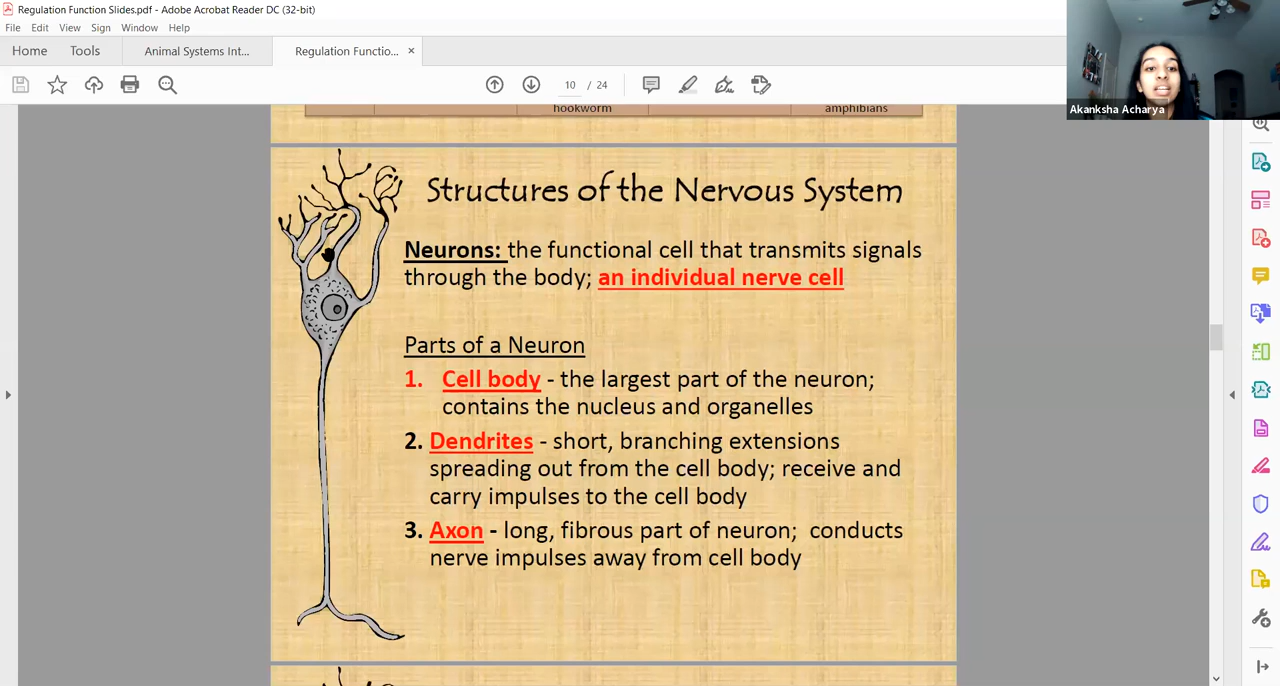 Regulation Function Slides.pdf - Adobe Acrobat Reader DC (32-bit)
File Edit View Sign Window Help
Home Tools Animal Systems Int... Regulation Functio... ×
10 / 24
Akanksha Acharya
hookworm amphibians
Structures of the Nervous System
Neurons: the functional cell that transmits signals
through the body; an individual nerve cell
Parts of a Neuron
1. Cell body - the largest part of the neuron;
contains the nucleus and organelles
2. Dendrites - short, branching extensions
spreading out from the cell body; receive and
carry impulses to the cell body
3. Axon - long, fibrous part of neuron; conducts
nerve impulses away from cell body